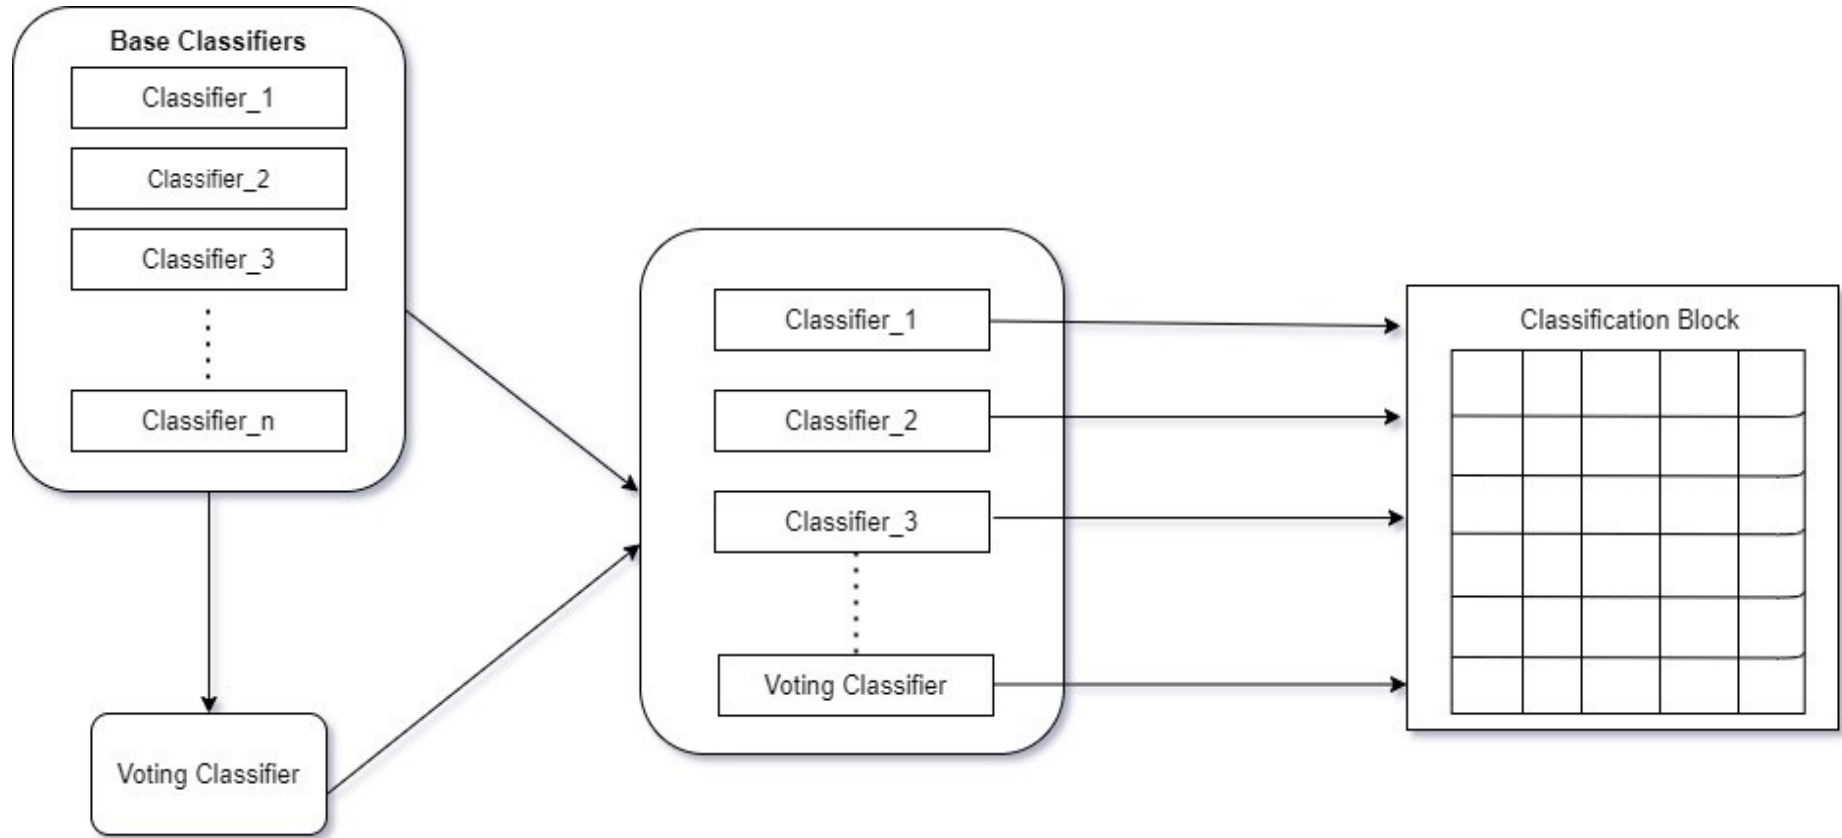 Base Classifiers
Classifier_1
Classifier_2
Classifier_3
Classifier_n
Voting Classifier
Classifier_1
Classifier_2
Classifier_3
Voting Classifier
Classification Block